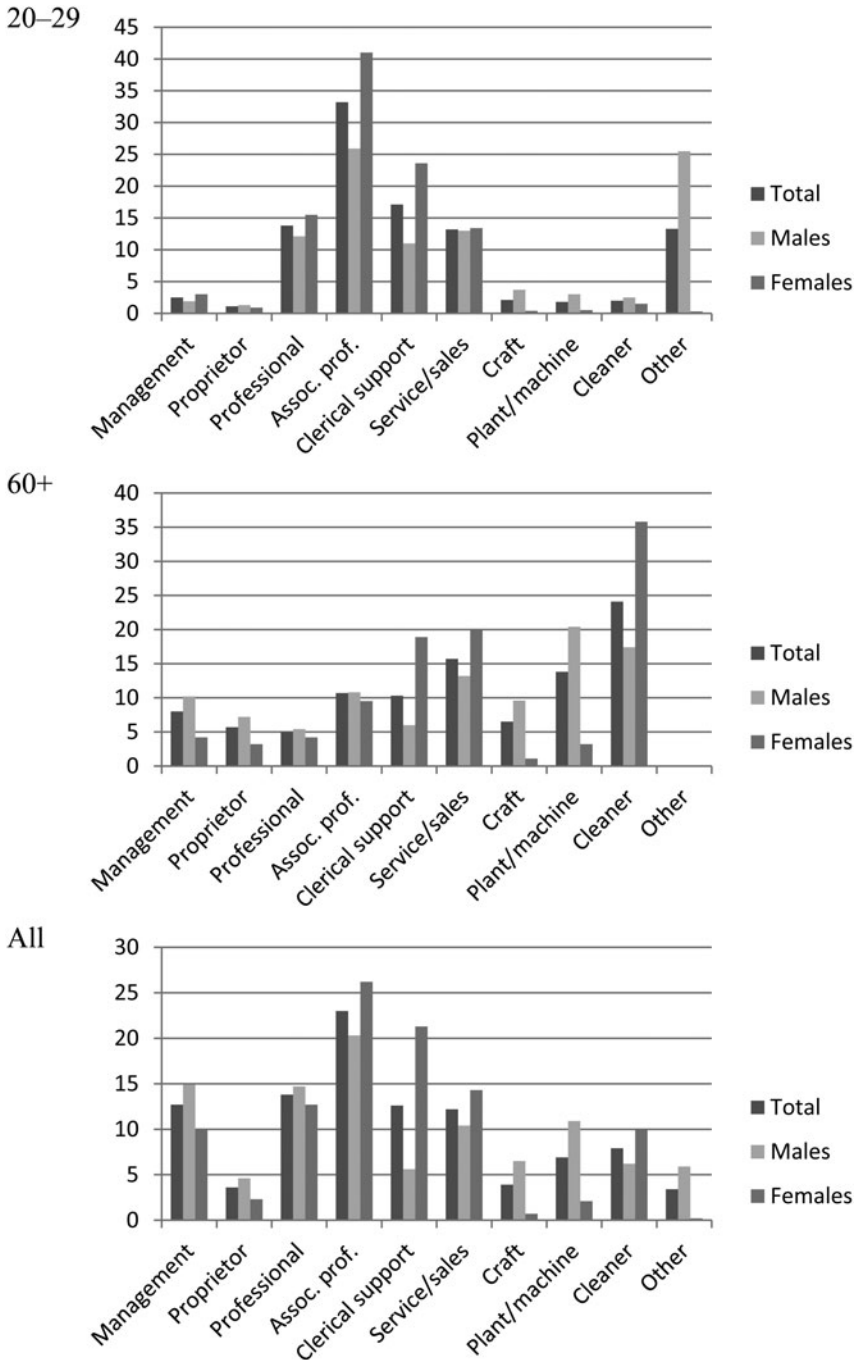 20–29
45
40
35
30
25
20
15
10
5
0
Management
Proprietor
Professional
Assoc. prof.
Clerical support
Service/sales
Craft
Plant/machine
Cleaner
Other
Total
Males
Females
60+
40
35
30
25
20
15
10
5
0
Management
Proprietor
Professional
Assoc. prof.
Clerical support
Service/sales
Craft
Plant/machine
Cleaner
Other
Total
Males
Females
All
30
25
20
15
10
5
0
Management
Proprietor
Professional
Assoc. prof.
Clerical support
Service/sales
Craft
Plant/machine
Cleaner
Other
Total
Males
Females